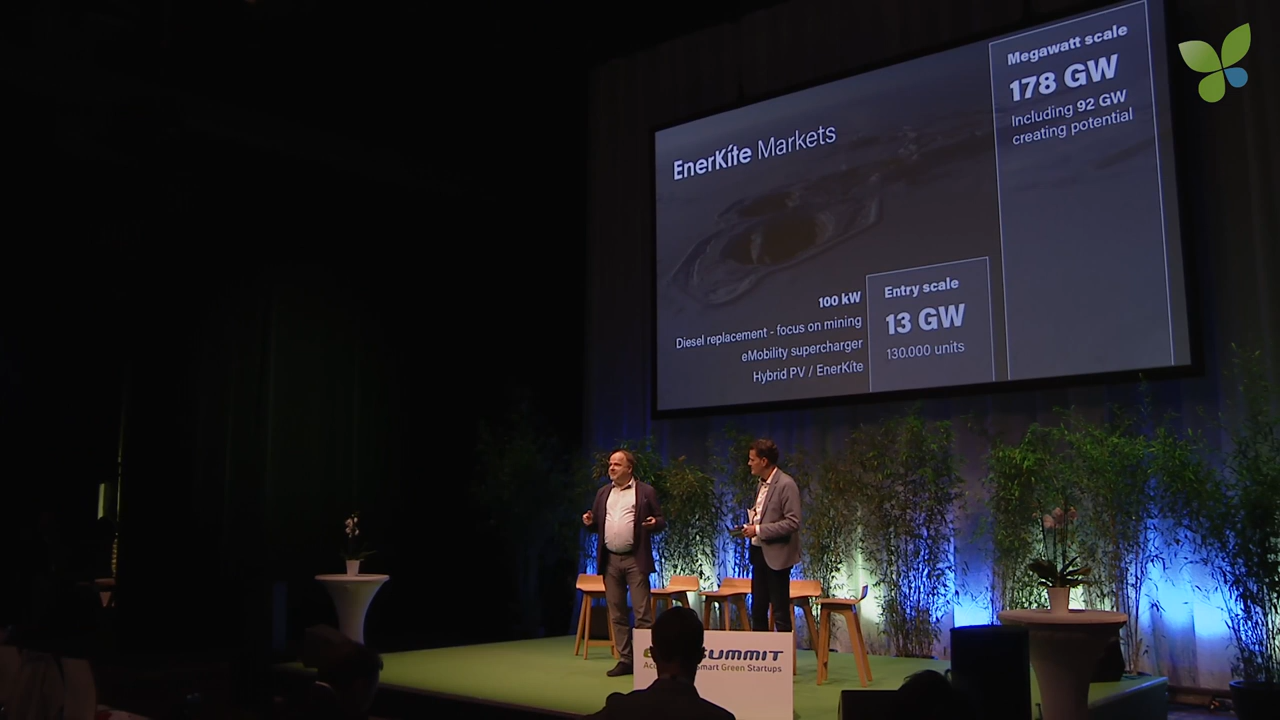 EnerKíte Markets
100 kW
Diesel replacement - focus on mining
eMobility supercharger
Hybrid PV / EnerKíte
Entry scale
13 GW
130.000 units
Megawatt scale
178 GW
Including 92 GW
creating potential
SUMMIT
Smart Green Startups